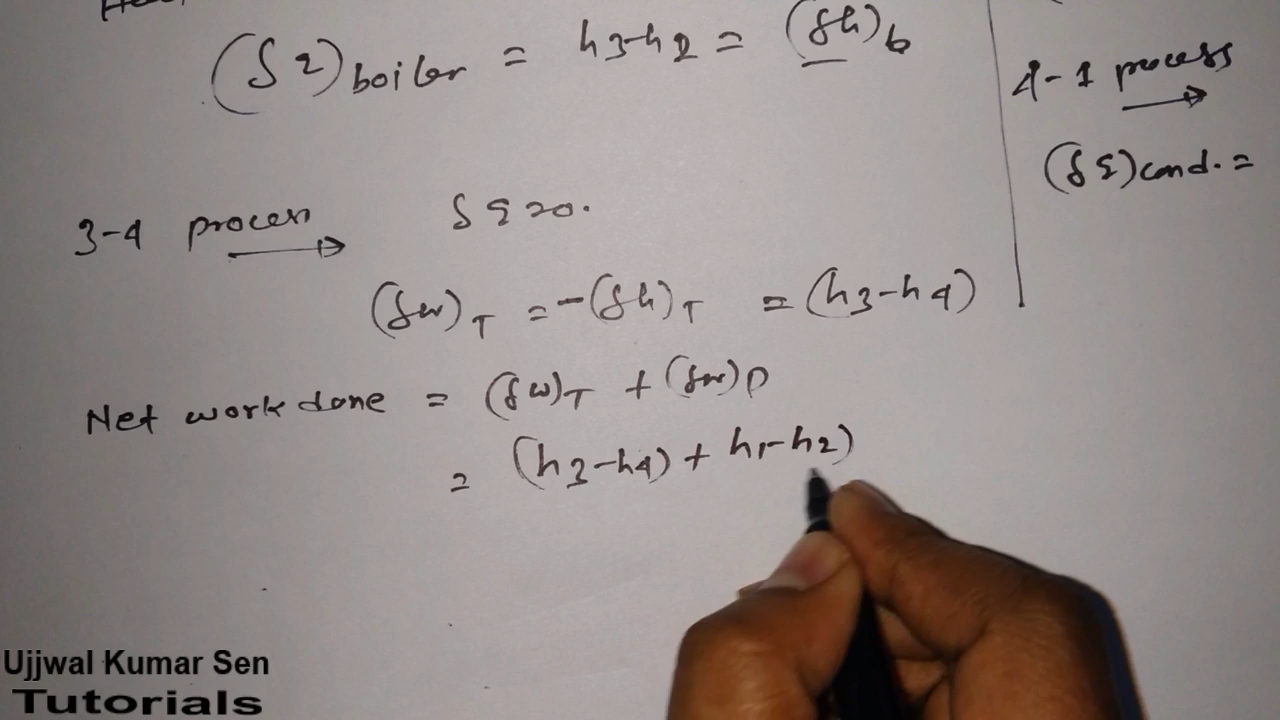 (δq)boiler = h3-h2 = (δh)b
4-1 process →
(δq)cond. =
3-4 process → δq=0.
(δw)T = -(δh)T = (h3-h4)
Net work done = (δw)T + (δw)p
= (h3-h4) + h1-h2)
Ujjwal Kumar Sen
Tutorials